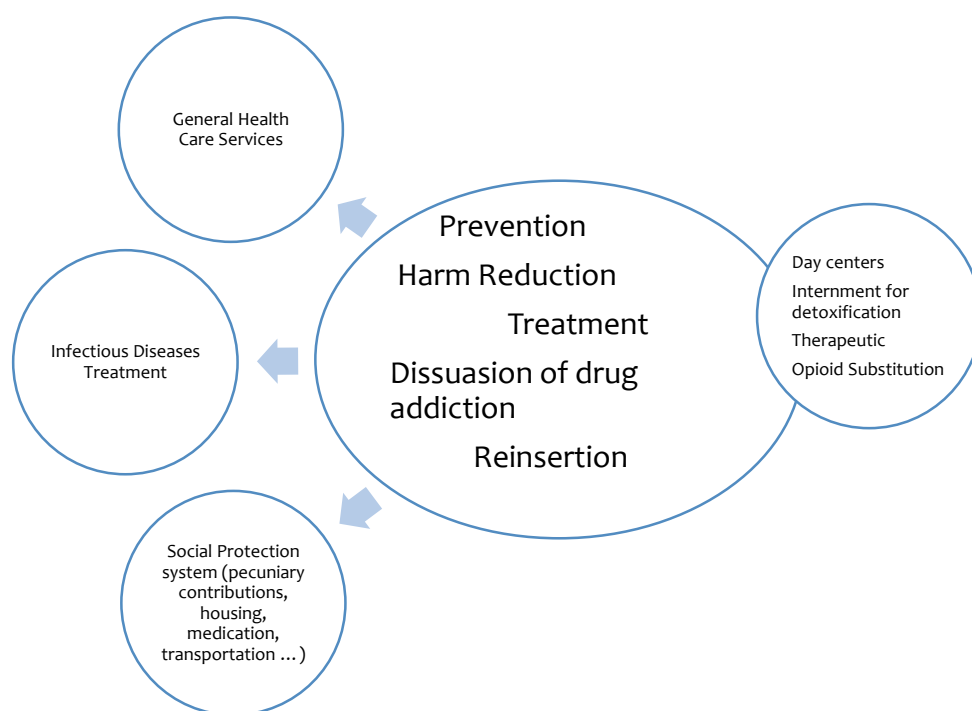 General Health
Care Services
Prevention
Harm Reduction
Treatment
Dissuasion of drug
addiction
Reinsertion
Day centers
Internment for
detoxification
Therapeutic
Opioid Substitution
Infectious Diseases
Treatment
Social Protection
system (pecuniary
contributions,
housing,
medication,
transportation …)